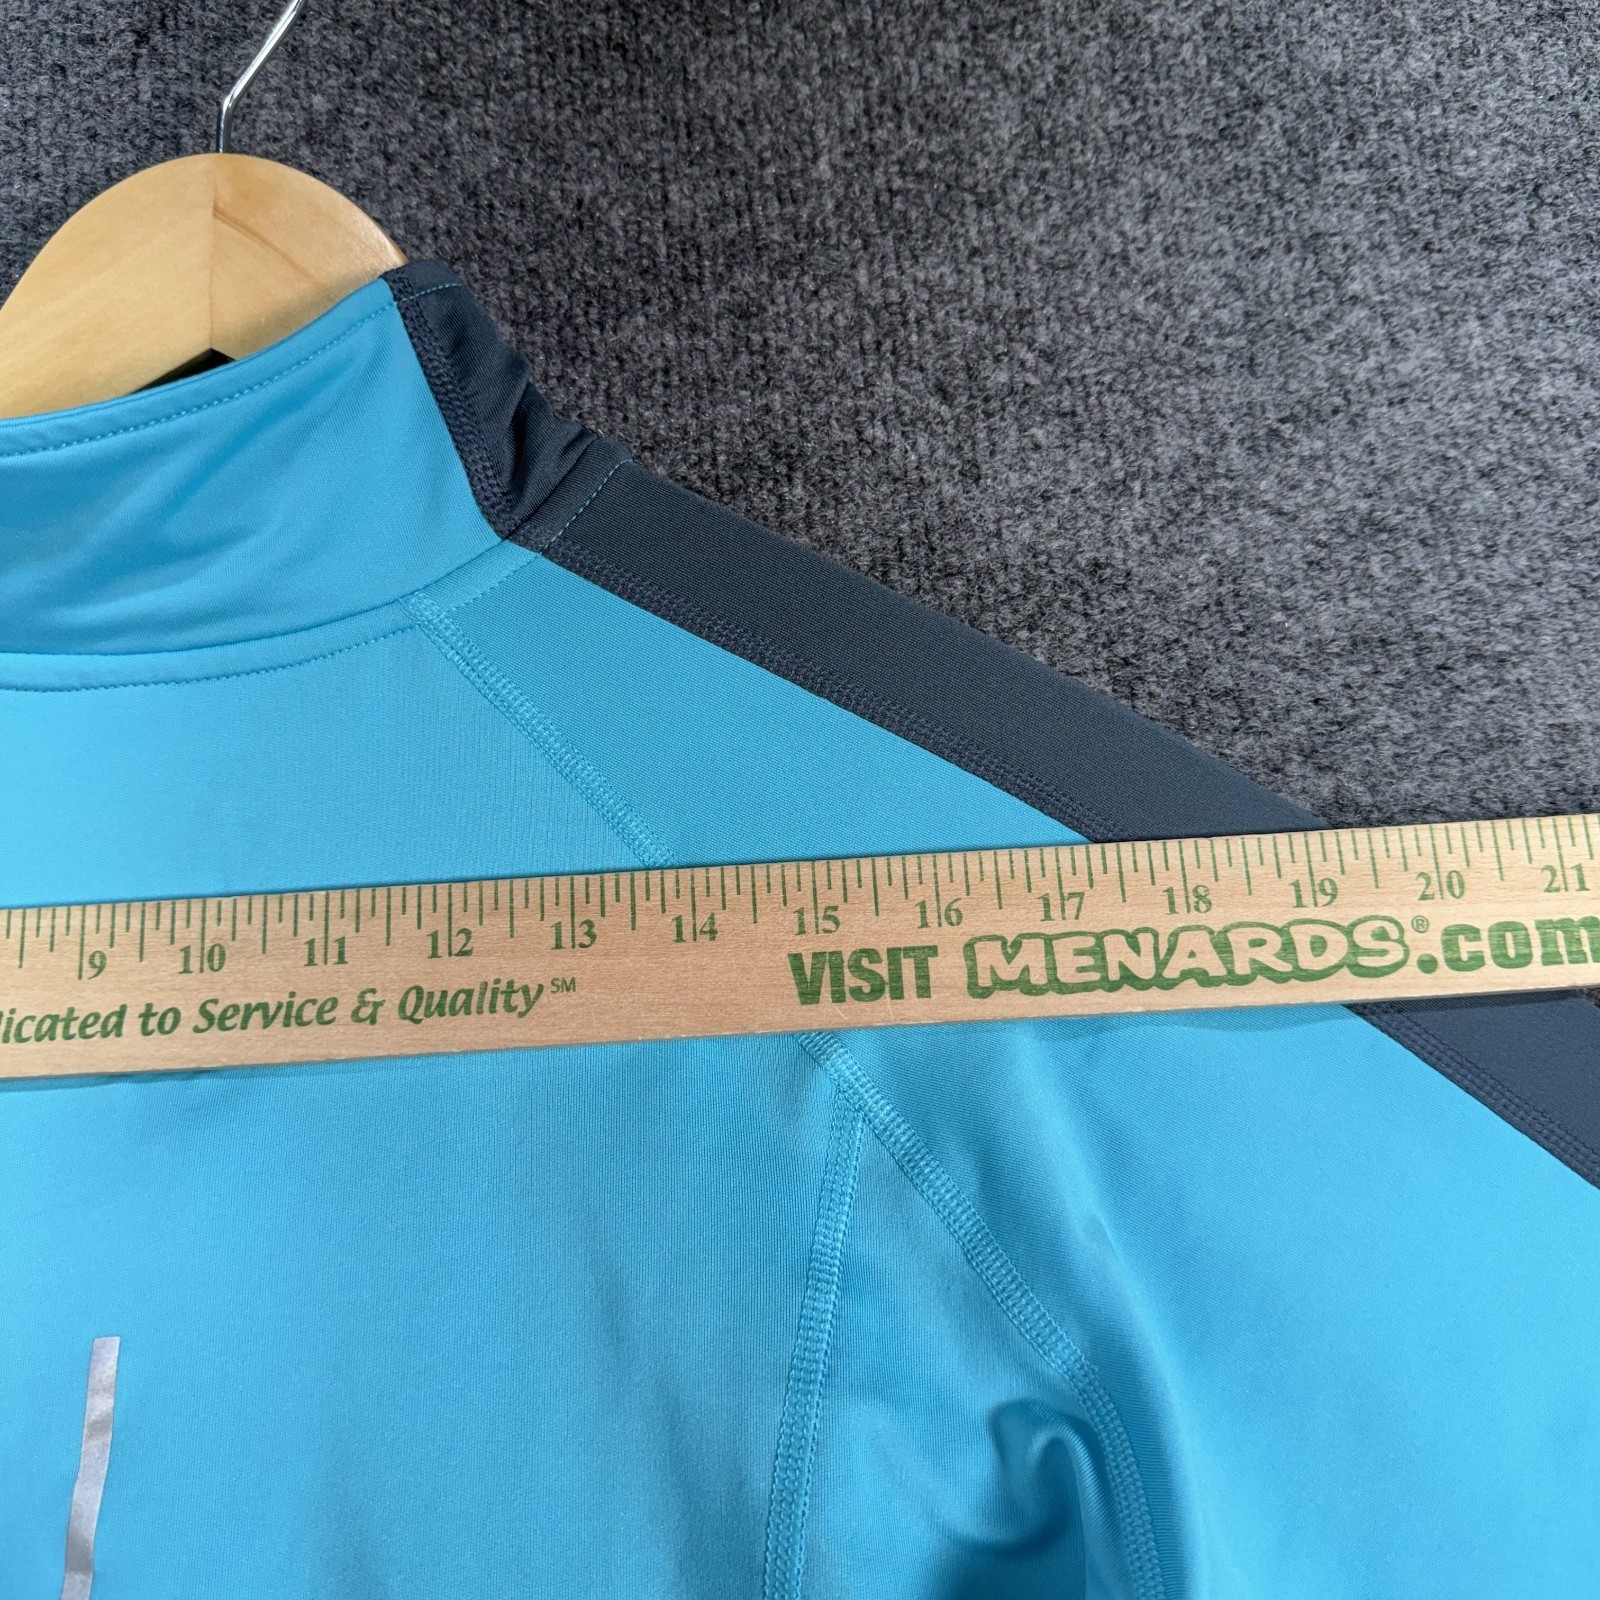 9 10 11 12 13 14 15 16 17 18 19 20 21
dicated to Service & Quality℠
VISIT MENARDS®.com